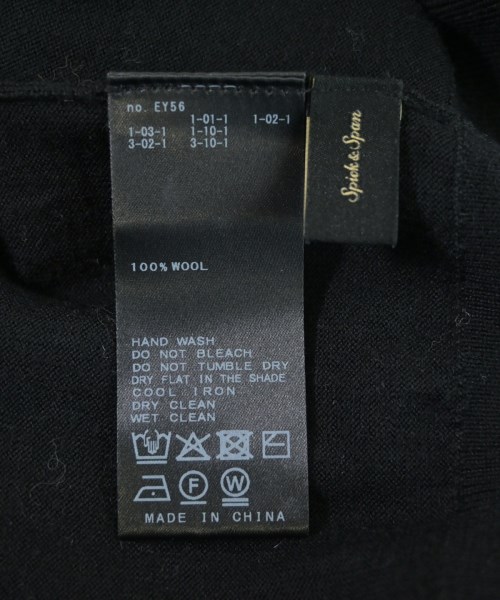 no. EY56
1-01-1 1-02-1
1-03-1 1-10-1
3-02-1 3-10-1
Spick&Span
100% WOOL
HAND WASH
DO NOT BLEACH
DO NOT TUMBLE DRY
DRY FLAT IN THE SHADE
COOL IRON
DRY CLEAN
WET CLEAN
F W
MADE IN CHINA